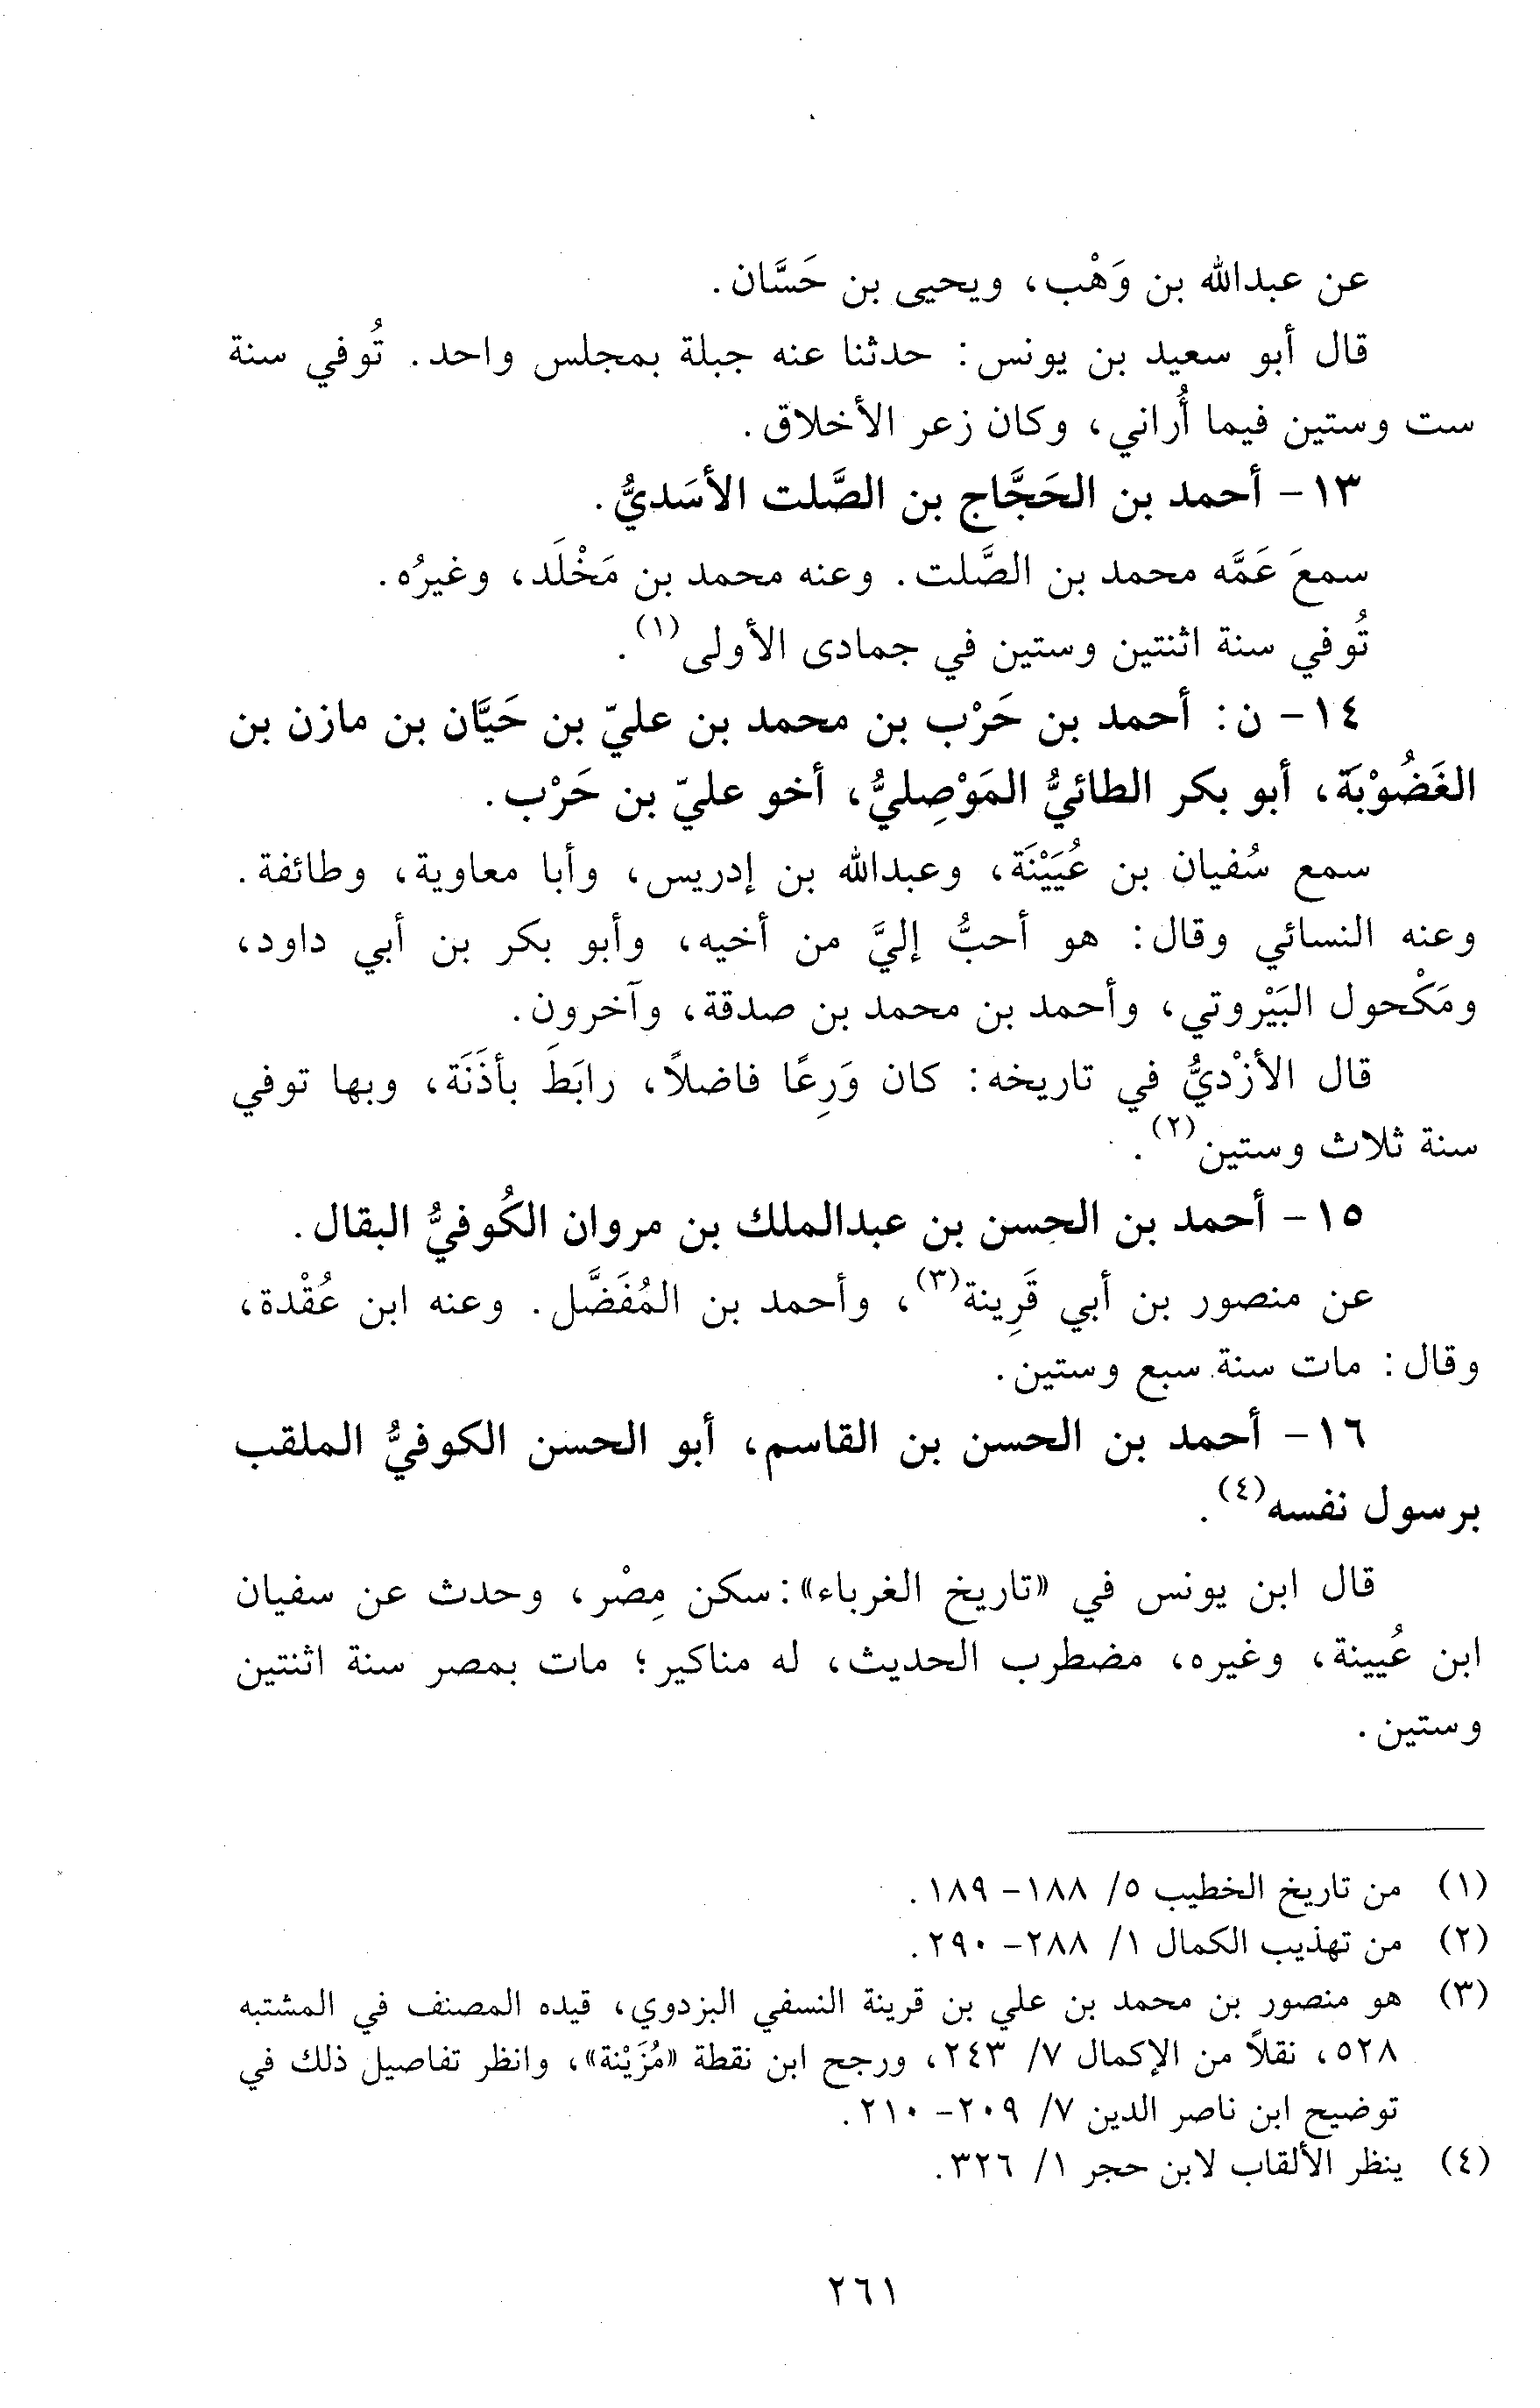 عن عبدالله بن وَهْب، ويحيى بن حَسَّان.
قال أبو سعيد بن يونس: حدثنا عنه جبلة بمجلس واحد. تُوفي سنة
ست وستين فيما أُراني، وكان زعر الأخلاق.
١٣- أحمد بن الحَجَّاج بن الصَّلت الأسَديُّ.
سمعَ عَمَّه محمد بن الصَّلت. وعنه محمد بن مَخْلَد، وغيرُه.
تُوفي سنة اثنتين وستين في جمادى الأولى(١).
١٤- ن: أحمد بن حَرْب بن محمد بن عليّ بن حَيَّان بن مازن بن
الغَضُوْبَة، أبو بكر الطائيُّ المَوْصِليُّ، أخو عليّ بن حَرْب.
سمع سُفيان بن عُيَيْنَة، وعبدالله بن إدريس، وأبا معاوية، وطائفة.
وعنه النسائي وقال: هو أحبُّ إليَّ من أخيه، وأبو بكر بن أبي داود،
ومَكْحول البَيْروتي، وأحمد بن محمد بن صدقة، وآخرون.
قال الأزْديُّ في تاريخه: كان وَرِعًا فاضلاً، رابَطَ بأذَنَة، وبها توفي
سنة ثلاث وستين(٢).
١٥- أحمد بن الحسن بن عبدالملك بن مروان الكُوفيُّ البقال.
عن منصور بن أبي قَرِينة(٣)، وأحمد بن المُفَضَّل. وعنه ابن عُقْدة،
وقال: مات سنة سبع وستين.
١٦- أحمد بن الحسن بن القاسم، أبو الحسن الكوفيُّ الملقب
برسول نفسه(٤).
قال ابن يونس في «تاريخ الغرباء»: سكن مِصْر، وحدث عن سفيان
ابن عُيينة، وغيره، مضطرب الحديث، له مناكير؛ مات بمصر سنة اثنتين
وستين.
(١) من تاريخ الخطيب ٥/ ١٨٨- ١٨٩.
(٢) من تهذيب الكمال ١/ ٢٨٨- ٢٩٠.
(٣) هو منصور بن محمد بن علي بن قرينة النسفي البزدوي، قيده المصنف في المشتبه
٥٢٨، نقلاً من الإكمال ٧/ ٢٤٣، ورجح ابن نقطة «مُزَيْنة»، وانظر تفاصيل ذلك في
توضيح ابن ناصر الدين ٧/ ٢٠٩- ٢١٠.
(٤) ينظر الألقاب لابن حجر ١/ ٣٢٦.
٢٦١